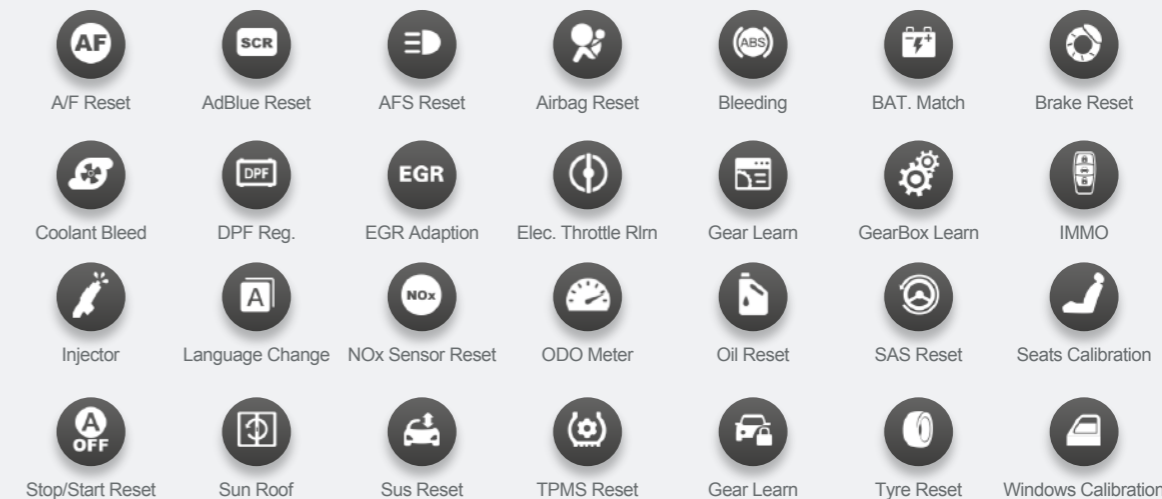 AF SCR ABS
A/F Reset AdBlue Reset AFS Reset Airbag Reset Bleeding BAT. Match Brake Reset
DPF EGR
Coolant Bleed DPF Reg. EGR Adaption Elec. Throttle Rlrn Gear Learn GearBox Learn IMMO
A NOx
Injector Language Change NOx Sensor Reset ODO Meter Oil Reset SAS Reset Seats Calibration
A
OFF
Stop/Start Reset Sun Roof Sus Reset TPMS Reset Gear Learn Tyre Reset Windows Calibration